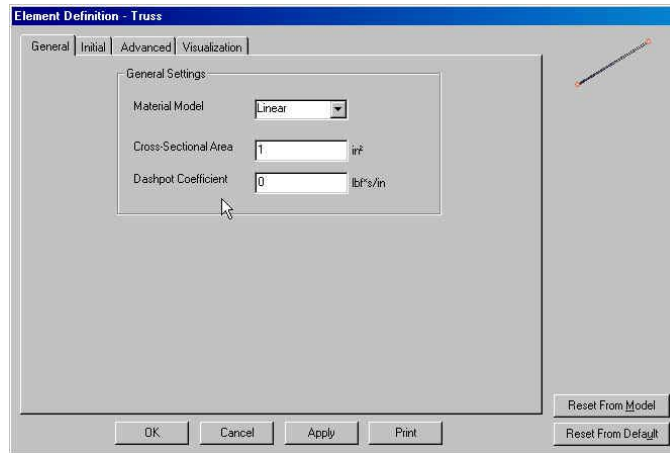 Element Definition - Truss
General Initial Advanced Visualization
General Settings
Material Model Linear
Cross-Sectional Area 1 in²
Dashpot Coefficient 0 lbf*s/in
Reset From Model
OK Cancel Apply Print Reset From Default